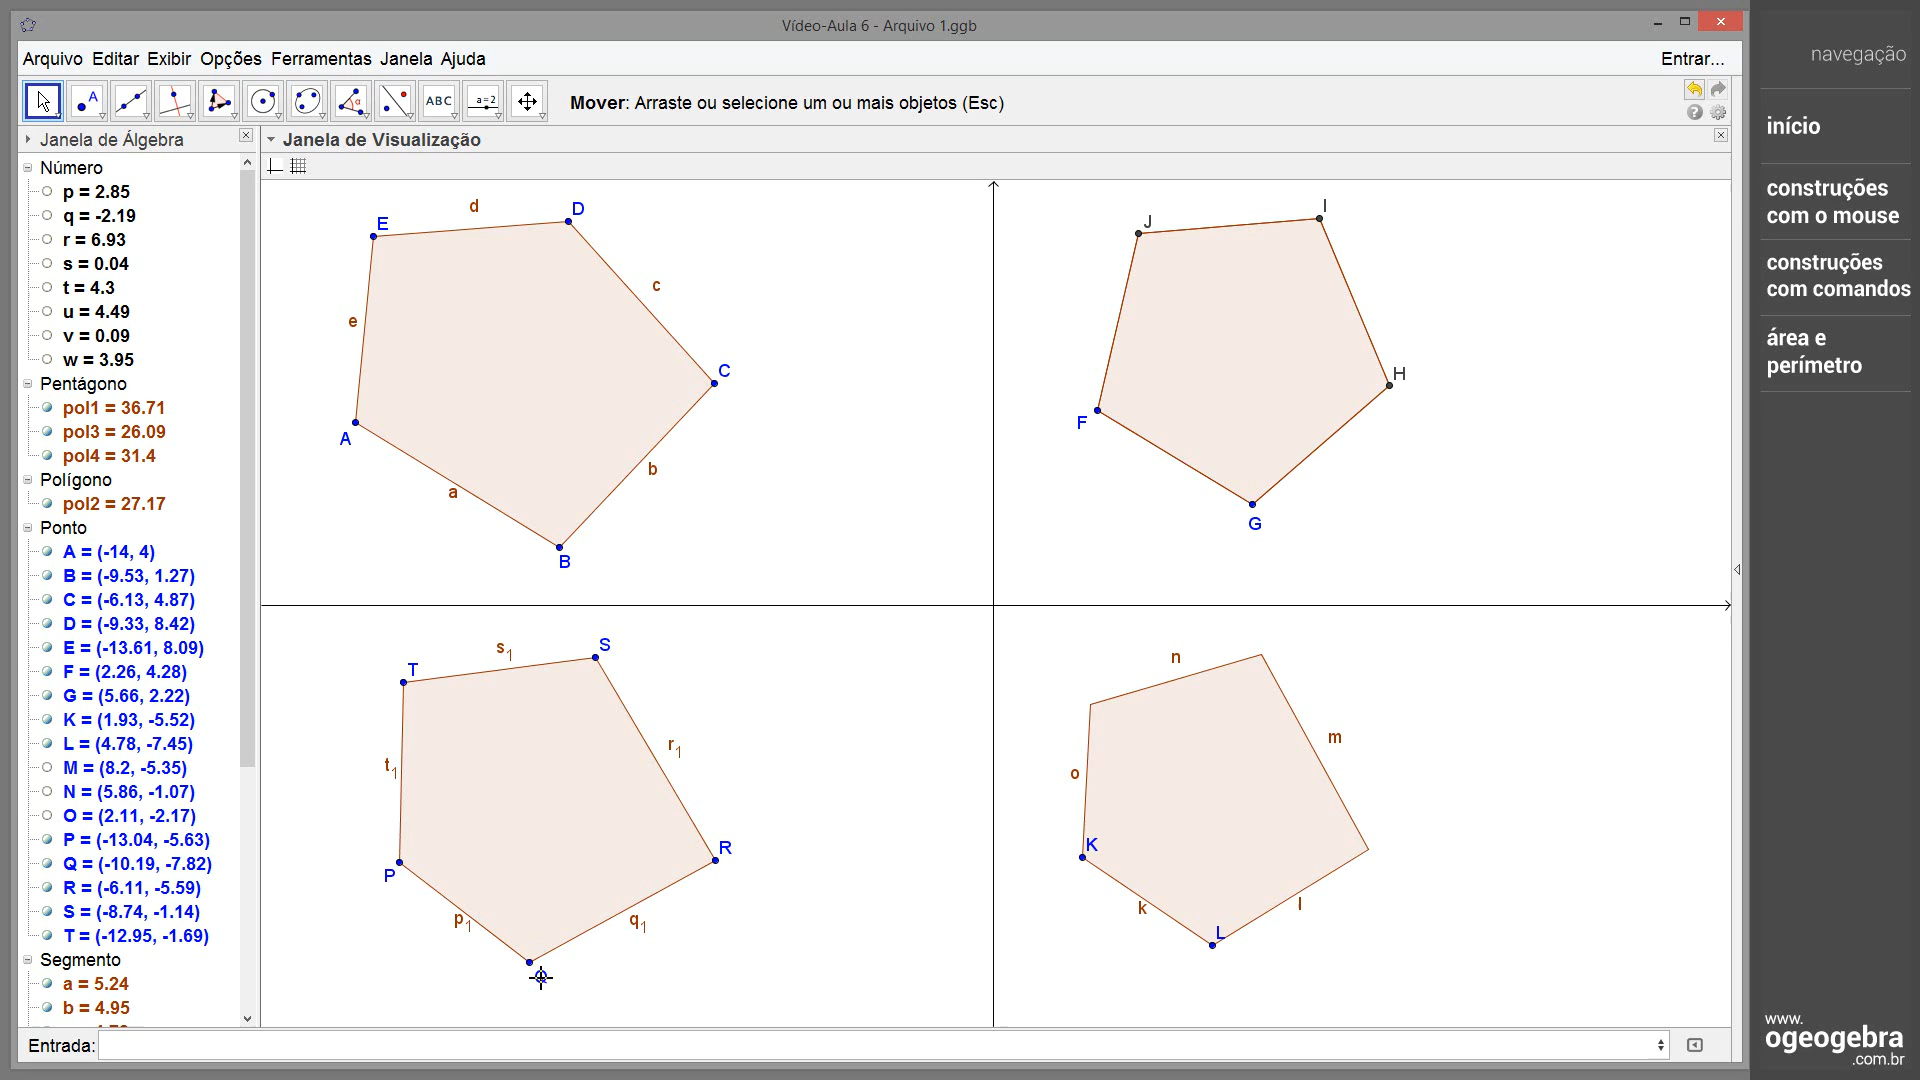 Vídeo-Aula 6 - Arquivo 1.ggb
Arquivo Editar Exibir Opções Ferramentas Janela Ajuda
Entrar...
A
α
ABC
a=2
Mover: Arraste ou selecione um ou mais objetos (Esc)
Janela de Álgebra
Janela de Visualização
Número
p = 2.85
q = -2.19
r = 6.93
s = 0.04
t = 4.3
u = 4.49
v = 0.09
w = 3.95
Pentágono
pol1 = 36.71
pol3 = 26.09
pol4 = 31.4
Polígono
pol2 = 27.17
Ponto
A = (-14, 4)
B = (-9.53, 1.27)
C = (-6.13, 4.87)
D = (-9.33, 8.42)
E = (-13.61, 8.09)
F = (2.26, 4.28)
G = (5.66, 2.22)
K = (1.93, -5.52)
L = (4.78, -7.45)
M = (8.2, -5.35)
N = (5.86, -1.07)
O = (2.11, -2.17)
P = (-13.04, -5.63)
Q = (-10.19, -7.82)
R = (-6.11, -5.59)
S = (-8.74, -1.14)
T = (-12.95, -1.69)
Segmento
a = 5.24
b = 4.95
E
d
D
c
e
C
A
a
b
B
J
I
H
F
G
T
s1
S
t1
r1
P
R
p1
q1
Q
n
m
o
K
k
l
L
Entrada:
navegação
início
construções
com o mouse
construções
com comandos
área e
perímetro
www.
ogeogebra
.com.br